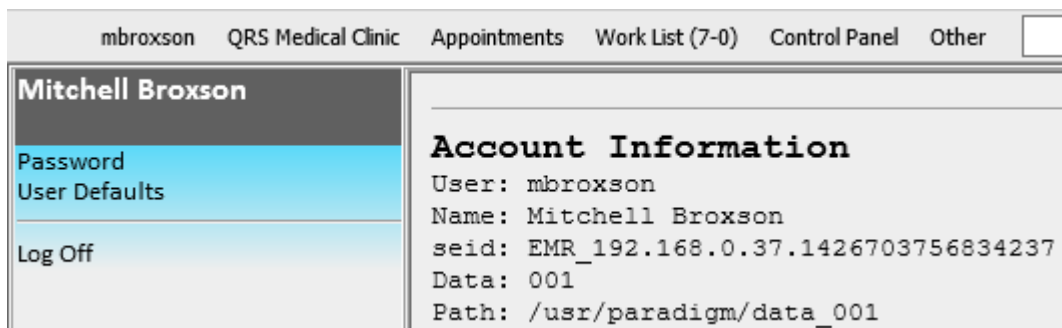 mbroxson QRS Medical Clinic Appointments Work List (7-0) Control Panel Other
Mitchell Broxson
Password
User Defaults
Log Off
Account Information
User: mbroxson
Name: Mitchell Broxson
seid: EMR_192.168.0.37.1426703756834237
Data: 001
Path: /usr/paradigm/data_001